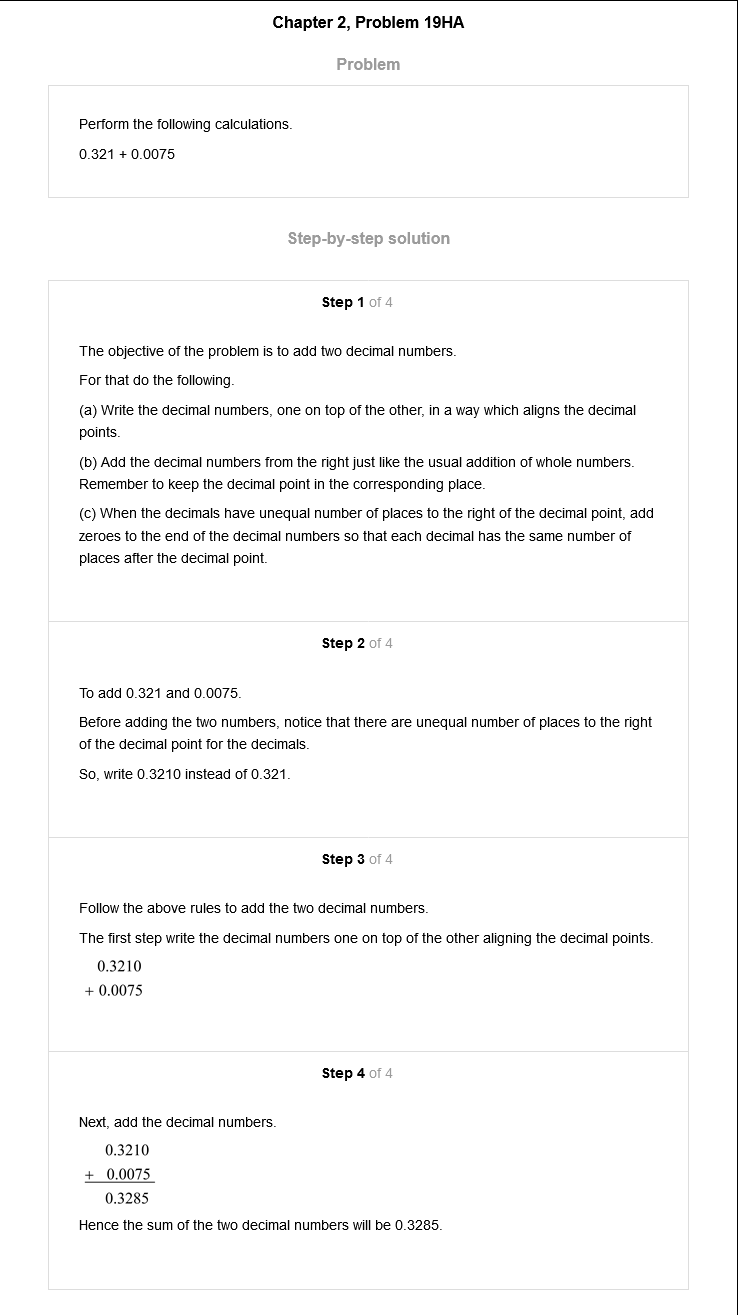 Chapter 2, Problem 19HA
Problem
Perform the following calculations.
0.321 + 0.0075
Step-by-step solution
Step 1 of 4
The objective of the problem is to add two decimal numbers.
For that do the following.
(a) Write the decimal numbers, one on top of the other, in a way which aligns the decimal
points.
(b) Add the decimal numbers from the right just like the usual addition of whole numbers.
Remember to keep the decimal point in the corresponding place.
(c) When the decimals have unequal number of places to the right of the decimal point, add
zeroes to the end of the decimal numbers so that each decimal has the same number of
places after the decimal point.
Step 2 of 4
To add 0.321 and 0.0075.
Before adding the two numbers, notice that there are unequal number of places to the right
of the decimal point for the decimals.
So, write 0.3210 instead of 0.321.
Step 3 of 4
Follow the above rules to add the two decimal numbers.
The first step write the decimal numbers one on top of the other aligning the decimal points.
0.3210
+ 0.0075
Step 4 of 4
Next, add the decimal numbers.
0.3210
+ 0.0075
0.3285
Hence the sum of the two decimal numbers will be 0.3285.